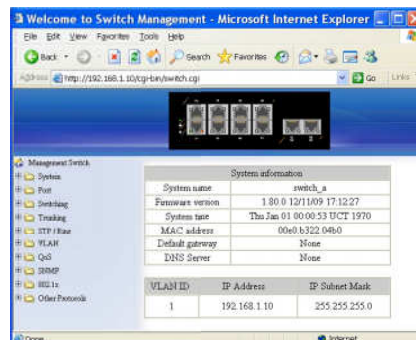 Welcome to Switch Management - Microsoft Internet Explorer
File Edit View Favorites Tools Help
Back Search Favorites
Address http://192.168.1.10/cgi-bin/switch.cgi Go Links
Management Switch
System
Port
Switching
Trunking
STP / Ring
VLAN
QoS
SNMP
802.1x
Other Protocols
System information
System name switch_a
Firmware version 1.80.0 12/11/09 17:12:27
System time Thu Jan 01 00:00:53 UCT 1970
MAC address 00e0.b322.04b0
Default gateway None
DNS Server None
VLAN ID IP Address IP Subnet Mask
1 192.168.1.10 255.255.255.0
Done Internet